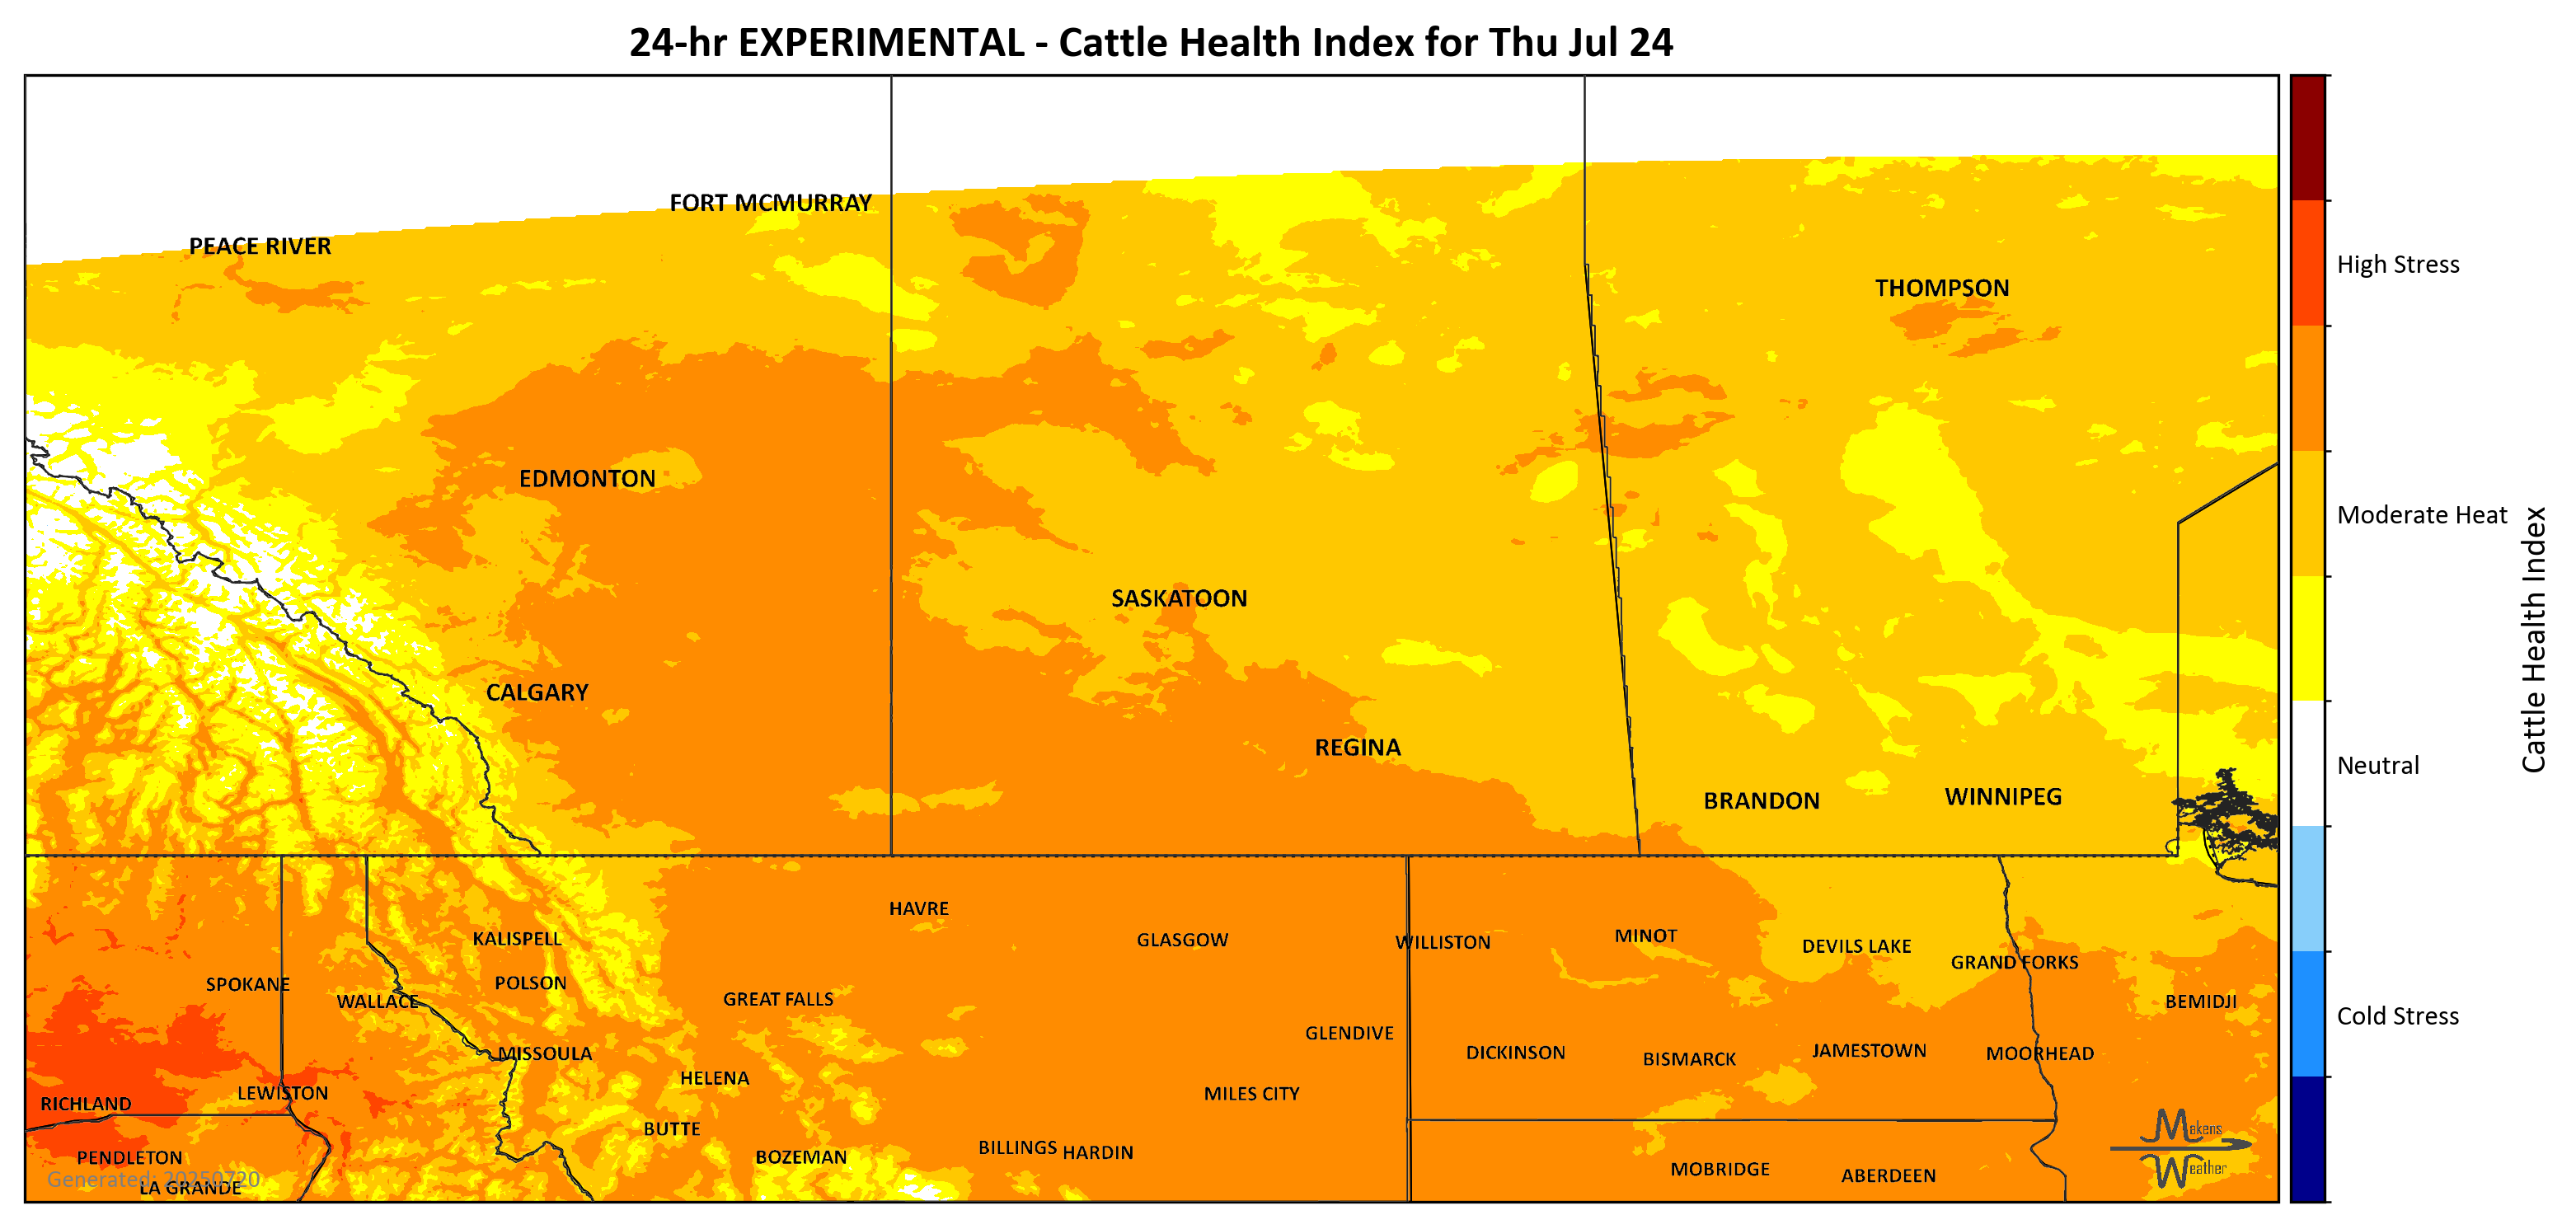 24-hr EXPERIMENTAL - Cattle Health Index for Thu Jul 24
FORT MCMURRAY
PEACE RIVER
High Stress
THOMPSON
EDMONTON
Moderate Heat
SASKATOON
Cattle Health Index
CALGARY
REGINA
Neutral
BRANDON
WINNIPEG
HAVRE
KALISPELL
GLASGOW
WILLISTON
MINOT
DEVILS LAKE
GRAND FORKS
SPOKANE
POLSON
WALLACE
GREAT FALLS
BEMIDJI
Cold Stress
GLENDIVE
MISSOULA
DICKINSON
BISMARCK
JAMESTOWN
MOORHEAD
HELENA
LEWISTON
MILES CITY
RICHLAND
BUTTE
Makens
Weather
BILLINGS
HARDIN
PENDLETON
BOZEMAN
MOBRIDGE
ABERDEEN
Generated: 20250720
LA GRANDE